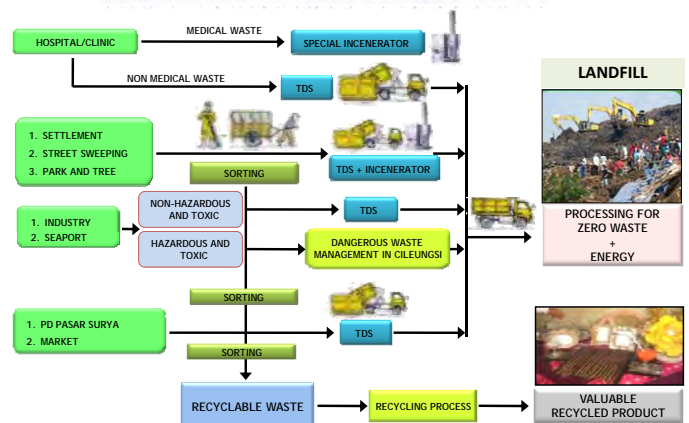 MEDICAL WASTE
HOSPITAL/CLINIC
SPECIAL INCENERATOR
NON MEDICAL WASTE
TDS
LANDFILL
1. SETTLEMENT
2. STREET SWEEPING
3. PARK AND TREE
SORTING
TDS + INCENERATOR
NON-HAZARDOUS
AND TOXIC
1. INDUSTRY
2. SEAPORT
HAZARDOUS AND
TOXIC
TDS
DANGEROUS WASTE
MANAGEMENT IN CILEUNGSI
PROCESSING FOR
ZERO WASTE
+
ENERGY
SORTING
1. PD PASAR SURYA
2. MARKET
TDS
SORTING
RECYCLABLE WASTE
RECYCLING PROCESS
VALUABLE
RECYCLED PRODUCT